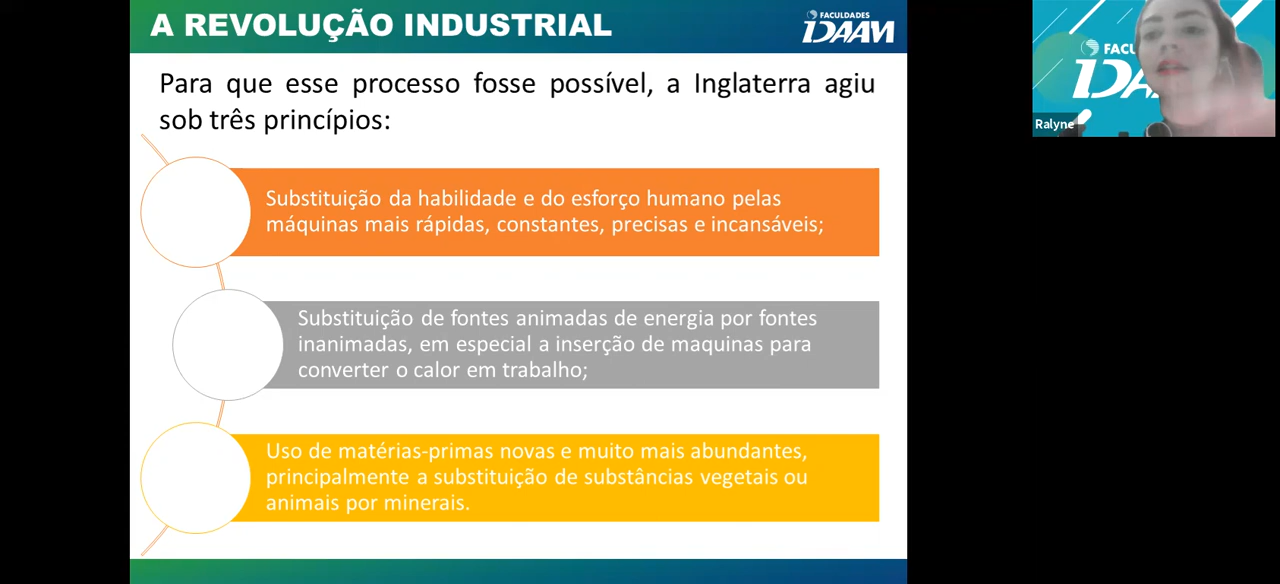 A REVOLUÇÃO INDUSTRIAL
FACULDADES
IDAAM
Para que esse processo fosse possível, a Inglaterra agiu
sob três princípios:
Substituição da habilidade e do esforço humano pelas
máquinas mais rápidas, constantes, precisas e incansáveis;
Substituição de fontes animadas de energia por fontes
inanimadas, em especial a inserção de maquinas para
converter o calor em trabalho;
Uso de matérias-primas novas e muito mais abundantes,
principalmente a substituição de substâncias vegetais ou
animais por minerais.
Ralyne